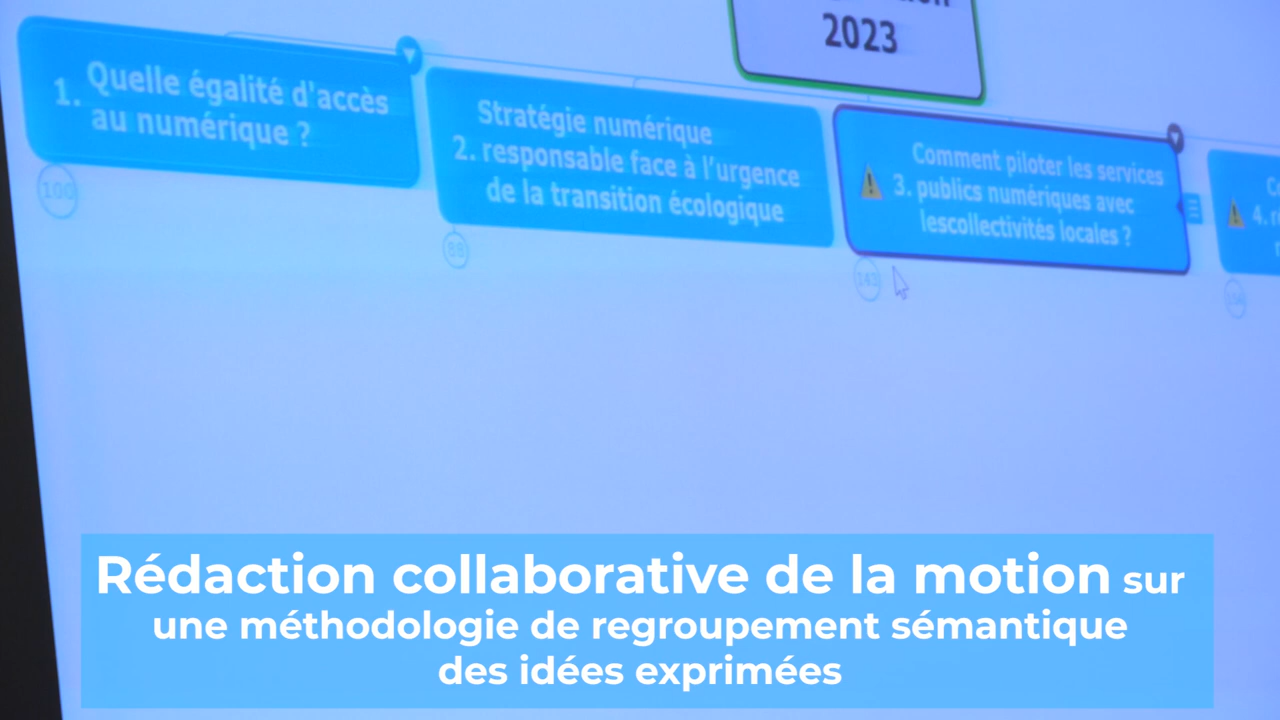 2023
1. Quelle égalité d'accès
au numérique ?
100
Stratégie numérique
2. responsable face à l'urgence
de la transition écologique
Comment piloter les services
3. publics numériques avec
lescollectivités locales ?
4.
Rédaction collaborative de la motion sur
une méthodologie de regroupement sémantique
des idées exprimées